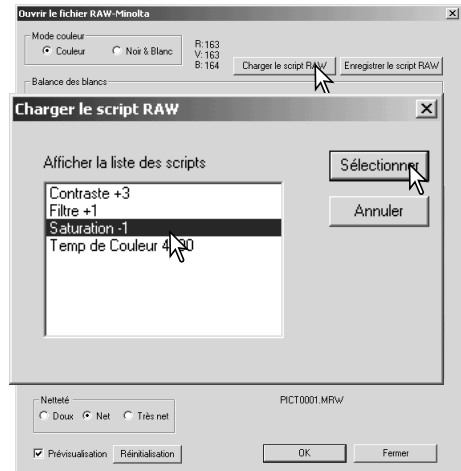 Ouvrir le fichier RAW-Minolta
Mode couleur
Couleur Noir & Blanc
R: 163
V: 163
B: 164
Charger le script RAW Enregistrer le script RAW
Balance des blancs
Charger le script RAW
Afficher la liste des scripts
Sélectionner
Contraste +3
Filtre +1
Saturation -1
Temp de Couleur
Annuler
Netteté
Doux Net Très net
PICT0001.MRW
Prévisualisation Réinitialisation OK Fermer